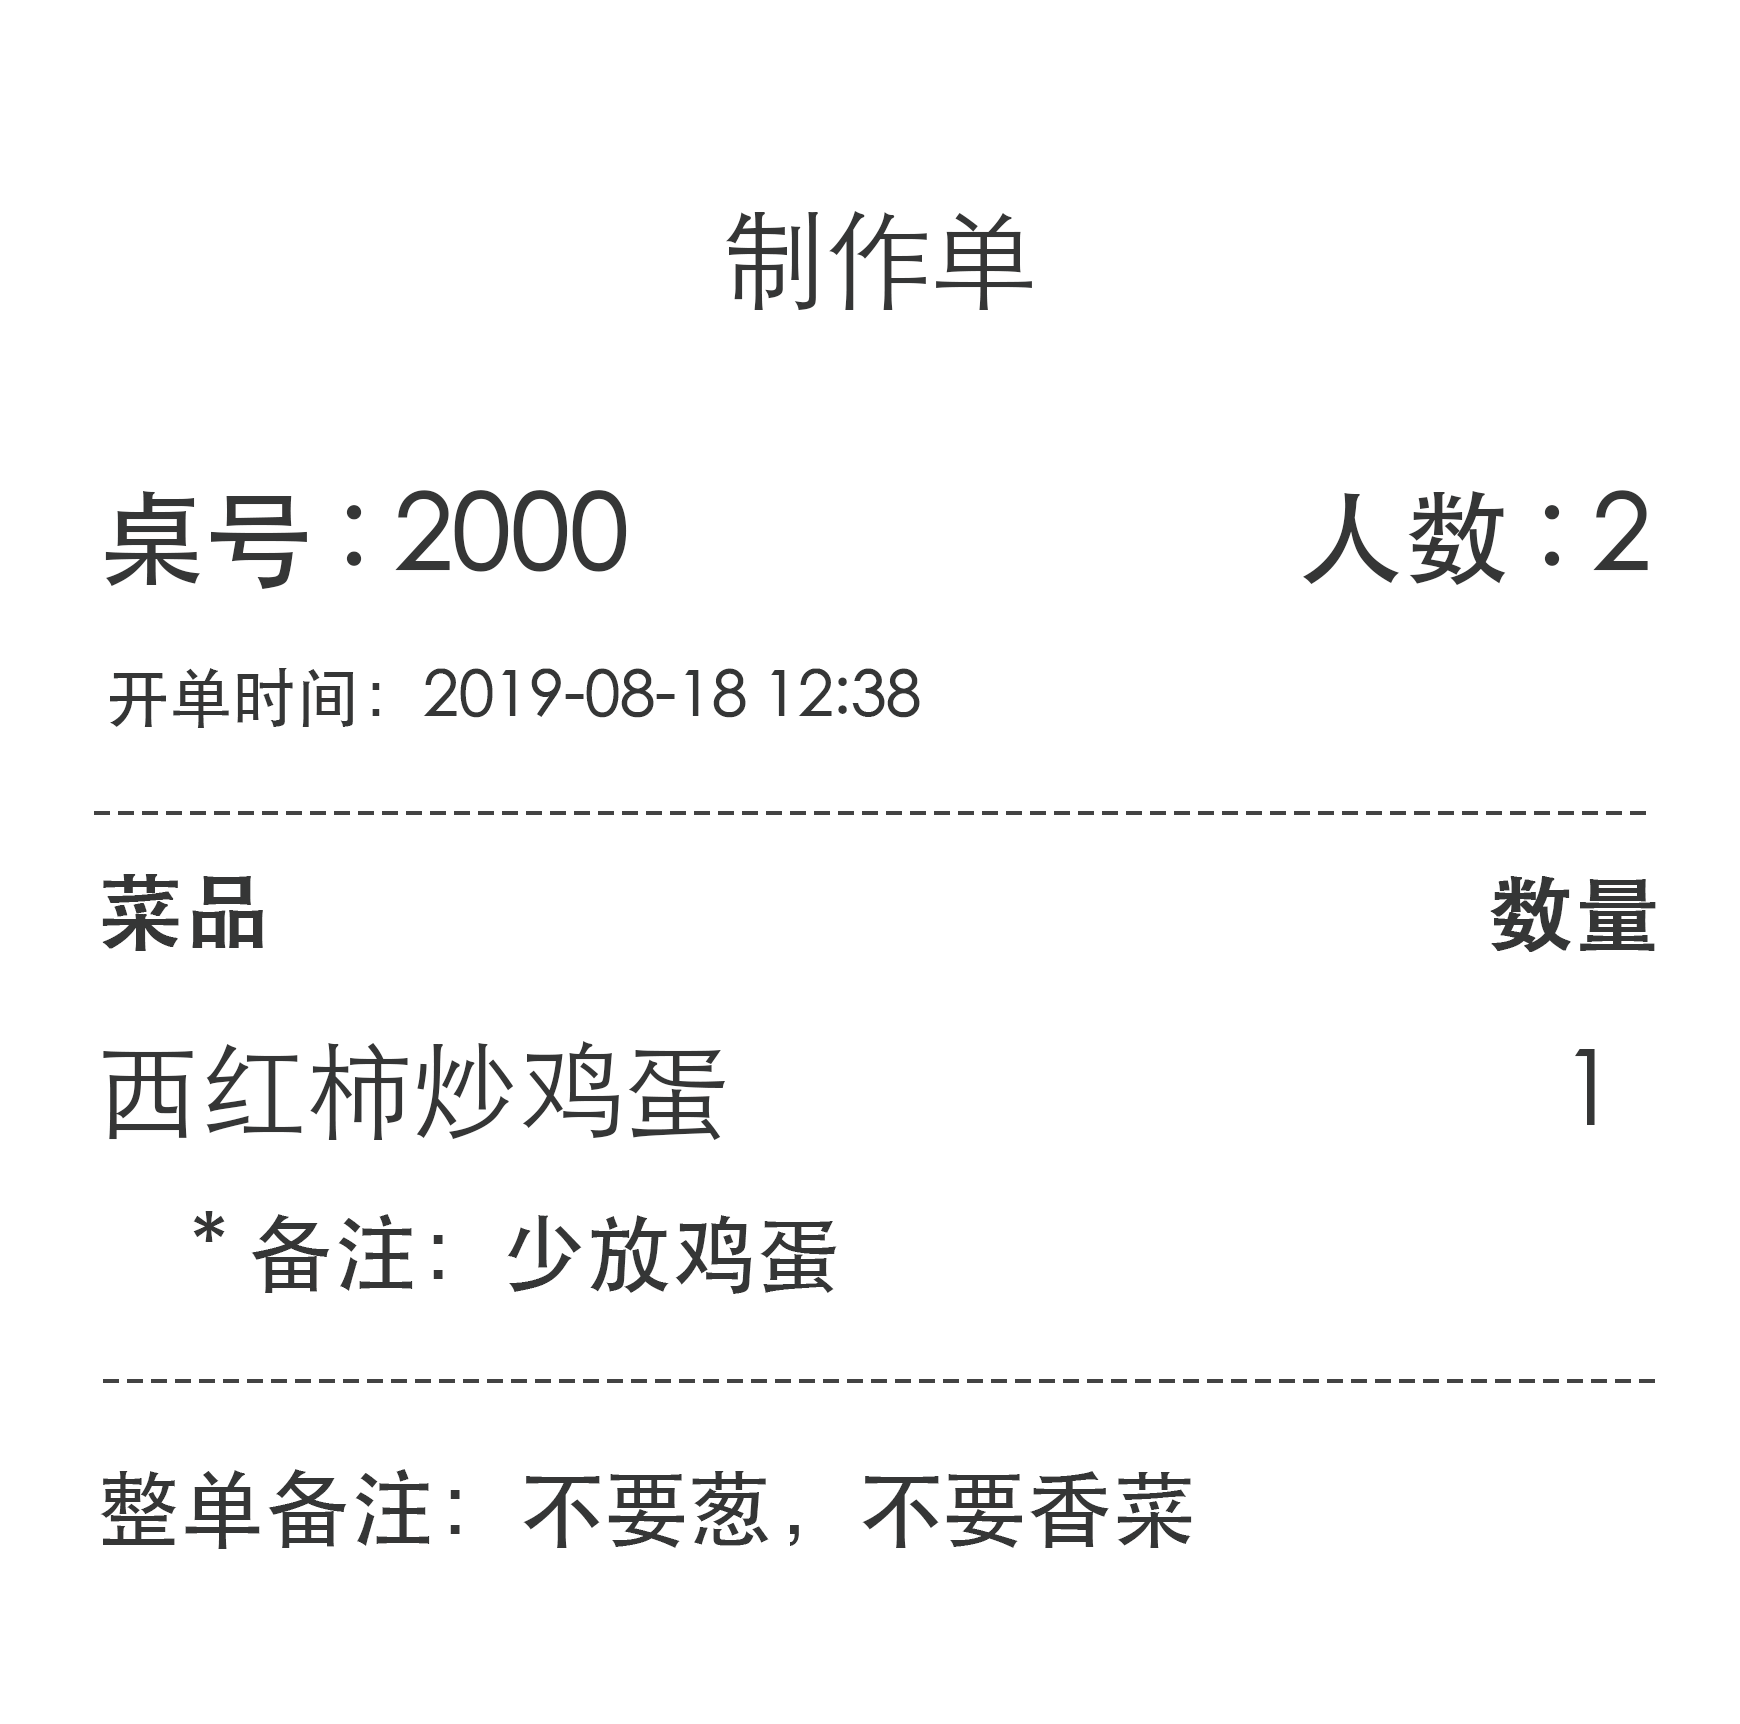 制作单
桌号：2000 人数：2
开单时间：2019-08-18 12:38
菜品 数量
西红柿炒鸡蛋 1
* 备注：少放鸡蛋
整单备注：不要葱，不要香菜